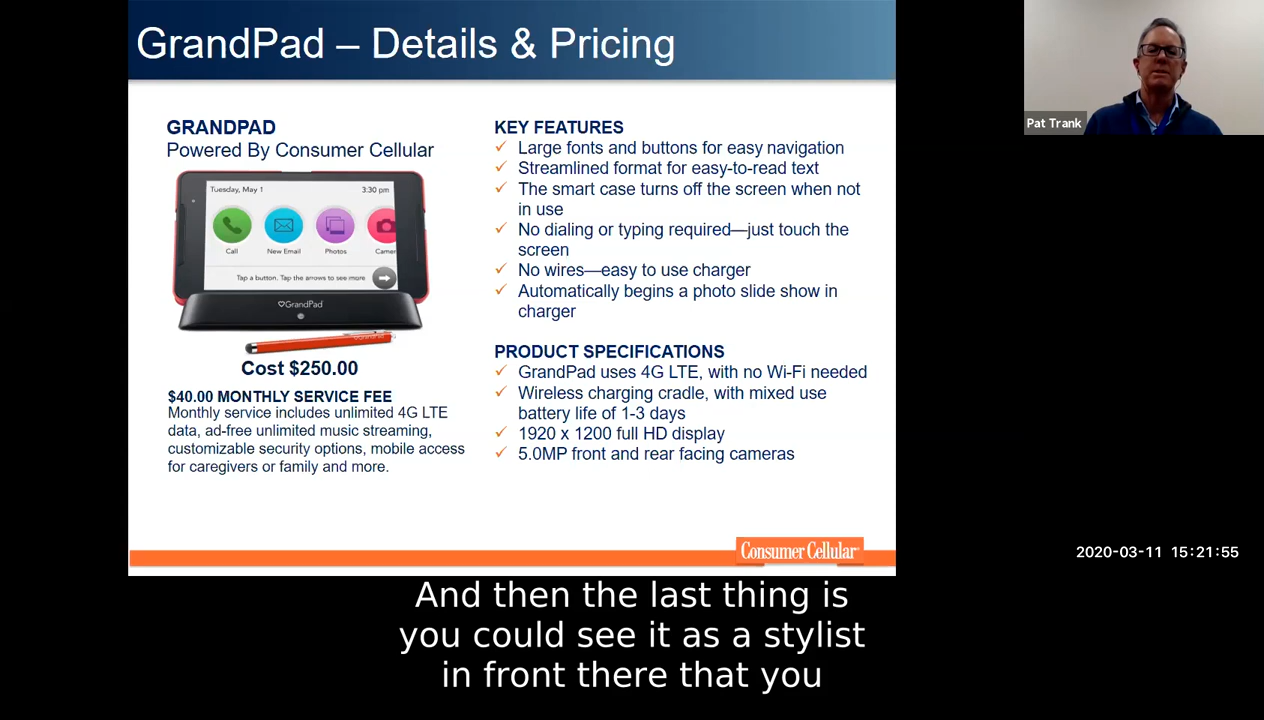 GrandPad – Details & Pricing
Pat Trank
GRANDPAD
Powered By Consumer Cellular
Tuesday, May 1
3:30 pm
Call
New Email
Photos
Camer
Tap a button. Tap the arrows to see more
GrandPad
Cost $250.00
$40.00 MONTHLY SERVICE FEE
Monthly service includes unlimited 4G LTE
data, ad-free unlimited music streaming,
customizable security options, mobile access
for caregivers or family and more.
KEY FEATURES
Large fonts and buttons for easy navigation
Streamlined format for easy-to-read text
The smart case turns off the screen when not
in use
No dialing or typing required—just touch the
screen
No wires—easy to use charger
Automatically begins a photo slide show in
charger
PRODUCT SPECIFICATIONS
GrandPad uses 4G LTE, with no Wi-Fi needed
Wireless charging cradle, with mixed use
battery life of 1-3 days
1920 x 1200 full HD display
5.0MP front and rear facing cameras
Consumer Cellular
2020-03-11 15:21:55
And then the last thing is
you could see it as a stylist
in front there that you